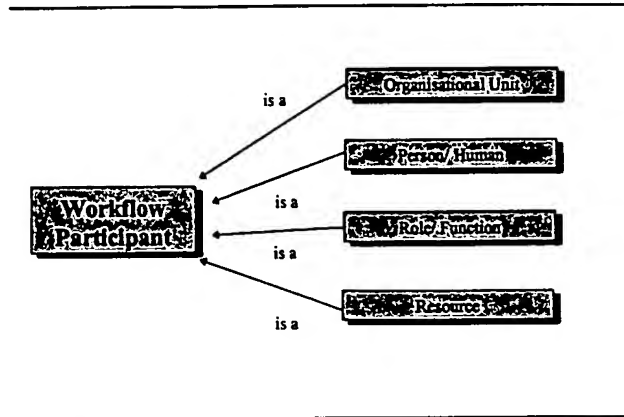 Organisational Unit
is a
Person/ Human
is a
Workflow
Participant
Role/ Function
is a
Resource
is a